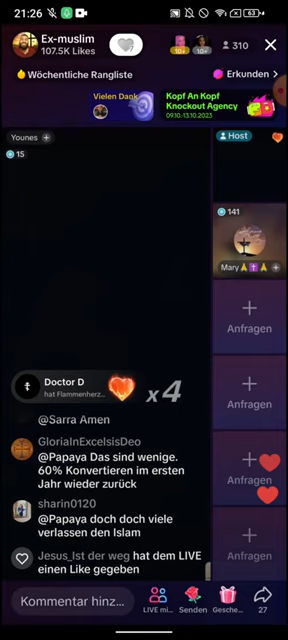 21:26
63
Ex-muslim
107.5K Likes
10+
10+
310
Wöchentliche Rangliste
Erkunden >
Vielen Dank
Kopf An Kopf
Knockout Agency
09.10-13.10.2023
Younes +
15
Host
141
Mary🙏✝️🙏 +
Anfragen
Anfragen
Anfragen
Anfragen
Doctor D
hat Flammenherz...
x4
@Sarra Amen
GloriaInExcelsisDeo
@Papaya Das sind wenige.
60% Konvertieren im ersten
Jahr wieder zurück
sharin0120
@Papaya doch doch viele
verlassen den Islam
Jesus_Ist der weg hat dem LIVE
einen Like gegeben
Kommentar hinz...
LIVE mi...
Senden
Gesche...
27